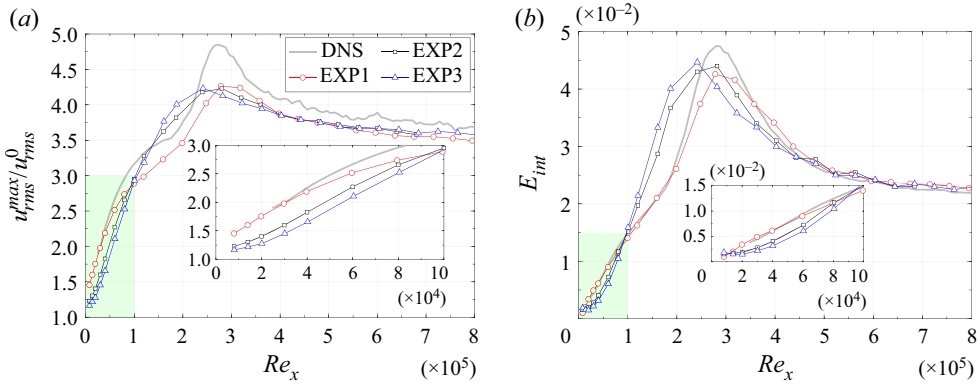 (a)
u_rms^max/u_rms^0
5.0
4.5
4.0
3.5
3.0
2.5
2.0
1.5
1.0
DNS
EXP1
EXP2
EXP3
3.0
2.5
2.0
1.5
1.0
0 2 4 6 8 10
(×10^4)
0 1 2 3 4 5 6 7 8
Re_x (×10^5)
(b)
(×10^−2)
E_int
5
4
3
2
1
(×10^−2)
1.5
1.0
0.5
0 2 4 6 8 10
(×10^4)
0 1 2 3 4 5 6 7 8
Re_x (×10^5)